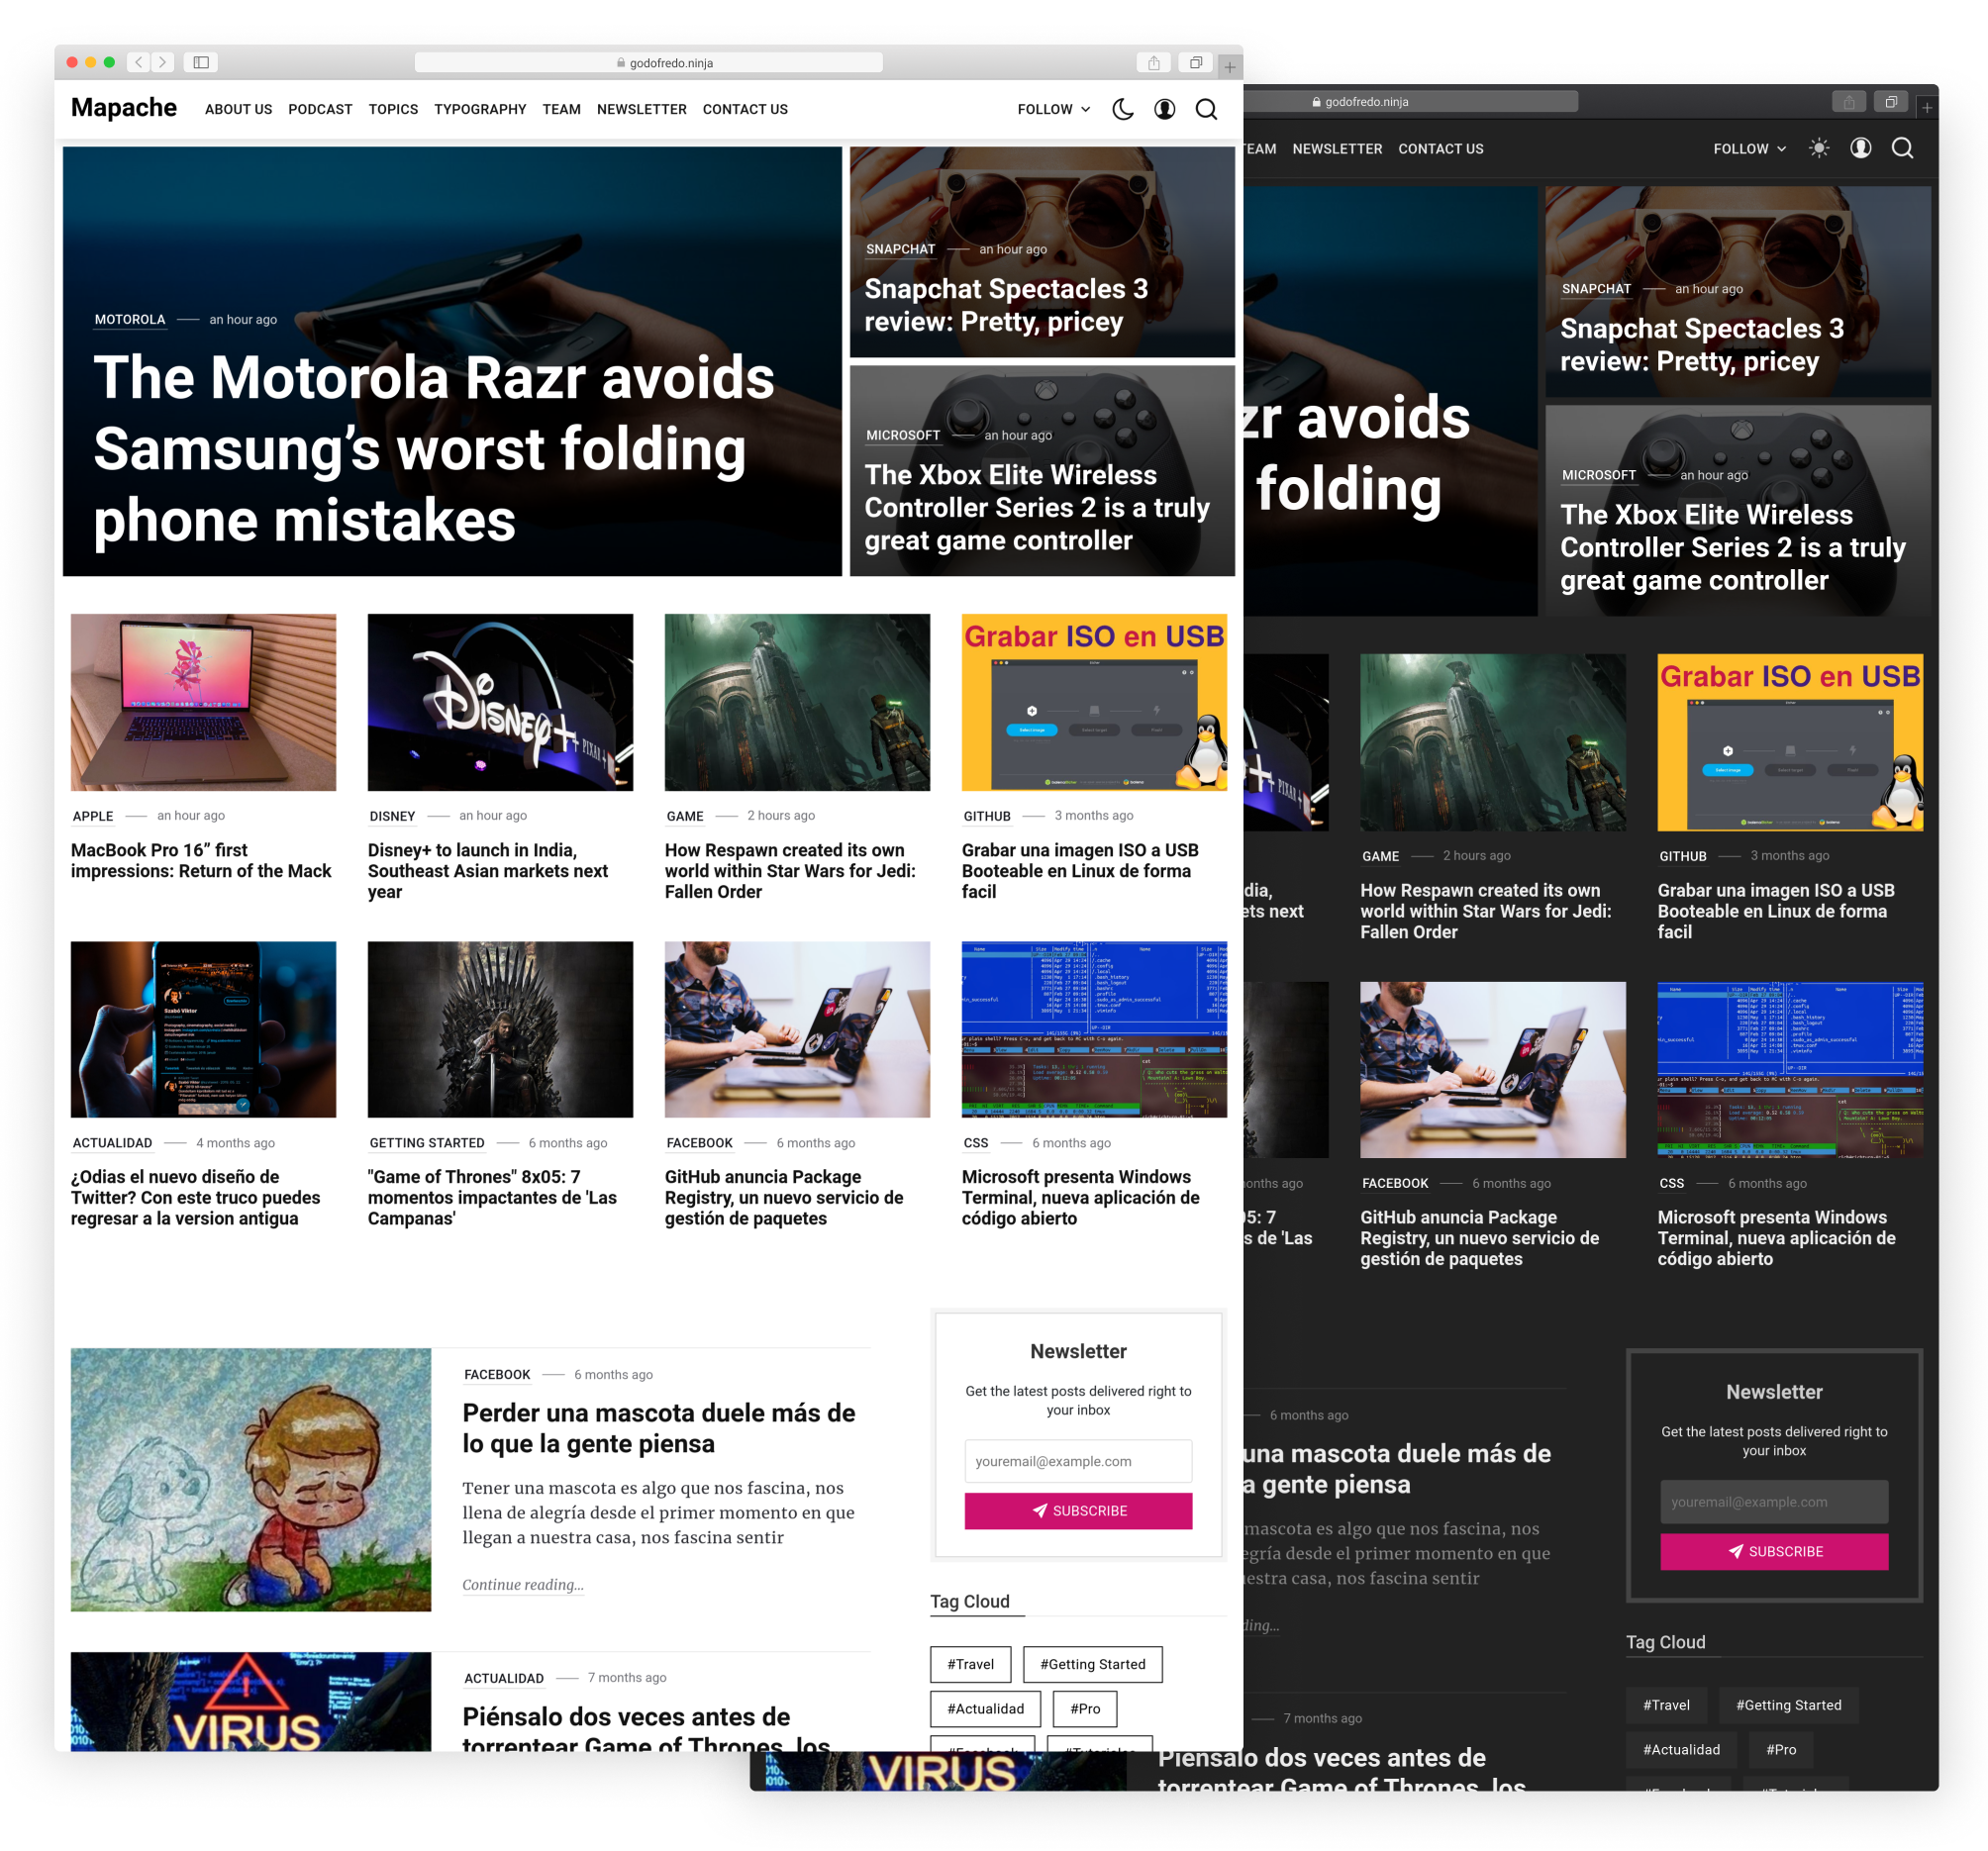 godofredo.ninja
Mapache ABOUT US PODCAST TOPICS TYPOGRAPHY TEAM NEWSLETTER CONTACT US FOLLOW
MOTOROLA an hour ago
The Motorola Razr avoids
Samsung’s worst folding
phone mistakes
SNAPCHAT an hour ago
Snapchat Spectacles 3
review: Pretty, pricey
MICROSOFT an hour ago
The Xbox Elite Wireless
Controller Series 2 is a truly
great game controller
DISNEY+
PIXAR
Grabar ISO en USB
APPLE an hour ago
MacBook Pro 16” first
impressions: Return of the Mack
DISNEY an hour ago
Disney+ to launch in India,
Southeast Asian markets next
year
GAME 2 hours ago
How Respawn created its own
world within Star Wars for Jedi:
Fallen Order
GITHUB 3 months ago
Grabar una imagen ISO a USB
Booteable en Linux de forma
facil
ACTUALIDAD 4 months ago
¿Odias el nuevo diseño de
Twitter? Con este truco puedes
regresar a la version antigua
GETTING STARTED 6 months ago
"Game of Thrones" 8x05: 7
momentos impactantes de 'Las
Campanas'
FACEBOOK 6 months ago
GitHub anuncia Package
Registry, un nuevo servicio de
gestión de paquetes
CSS 6 months ago
Microsoft presenta Windows
Terminal, nueva aplicación de
código abierto
FACEBOOK 6 months ago
Perder una mascota duele más de
lo que la gente piensa
Tener una mascota es algo que nos fascina, nos
llena de alegría desde el primer momento en que
llegan a nuestra casa, nos fascina sentir
Continue reading...
VIRUS
ACTUALIDAD 7 months ago
Piénsalo dos veces antes de
torrentear Game of Thrones, los
Newsletter
Get the latest posts delivered right to
your inbox
youremail@example.com
SUBSCRIBE
Tag Cloud
#Travel #Getting Started
#Actualidad #Pro
#Facebook #Tutoriales
godofredo.ninja
TEAM NEWSLETTER CONTACT US FOLLOW
zr avoids
folding
SNAPCHAT an hour ago
Snapchat Spectacles 3
review: Pretty, pricey
MICROSOFT an hour ago
The Xbox Elite Wireless
Controller Series 2 is a truly
great game controller
PIXAR
Grabar ISO en USB
dia,
ets next
GAME 2 hours ago
How Respawn created its own
world within Star Wars for Jedi:
Fallen Order
GITHUB 3 months ago
Grabar una imagen ISO a USB
Booteable en Linux de forma
facil
onths ago
05: 7
s de 'Las
FACEBOOK 6 months ago
GitHub anuncia Package
Registry, un nuevo servicio de
gestión de paquetes
CSS 6 months ago
Microsoft presenta Windows
Terminal, nueva aplicación de
código abierto
6 months ago
una mascota duele más de
a gente piensa
mascota es algo que nos fascina, nos
egría desde el primer momento en que
estra casa, nos fascina sentir
ding...
VIRUS
7 months ago
Piénsalo dos veces antes de
torrentear Game of Thrones, los
Newsletter
Get the latest posts delivered right to
your inbox
youremail@example.com
SUBSCRIBE
Tag Cloud
#Travel #Getting Started
#Actualidad #Pro